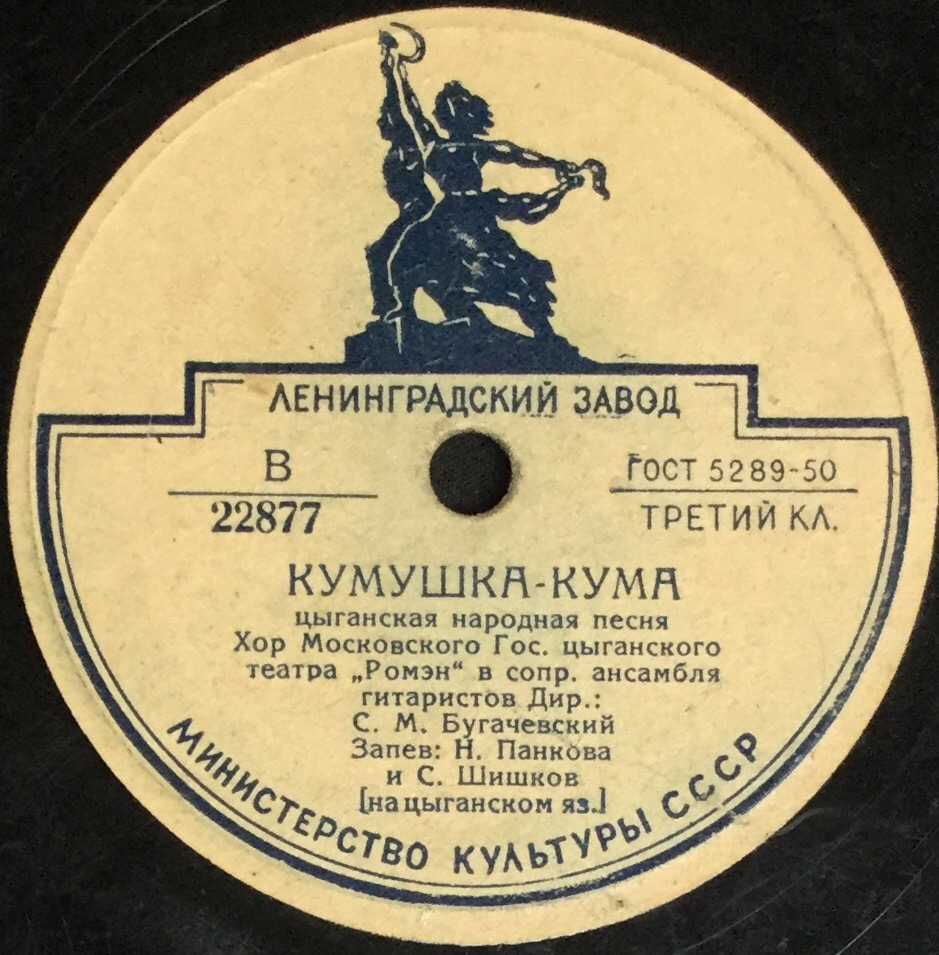 ЛЕНИНГРАДСКИЙ ЗАВОД
В
22877
ГОСТ 5289-50
ТРЕТИЙ КЛ.
КУМУШКА-КУМА
цыганская народная песня
Хор Московского Гос. цыганского
театра „Ромэн“ в сопр. ансамбля
гитаристов Дир.:
С. М. Бугачевский
Запев: Н. Панкова
и С. Шишков
[на цыганском яз.]
МИНИСТЕРСТВО КУЛЬТУРЫ СССР